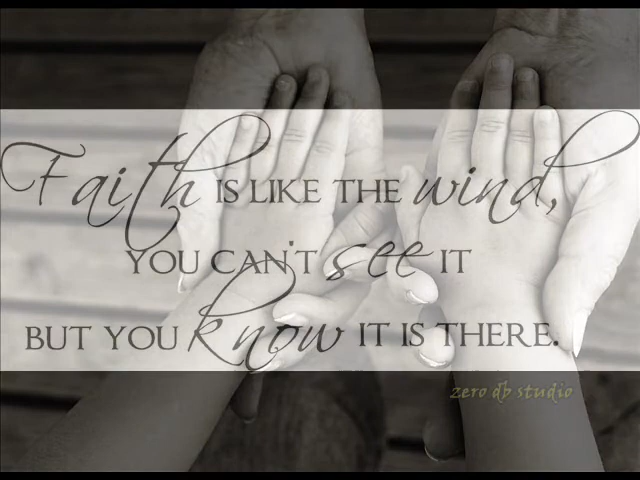 Faith IS LIKE THE wind,
YOU CAN'T see IT
BUT YOU know IT IS THERE.
zero db studio